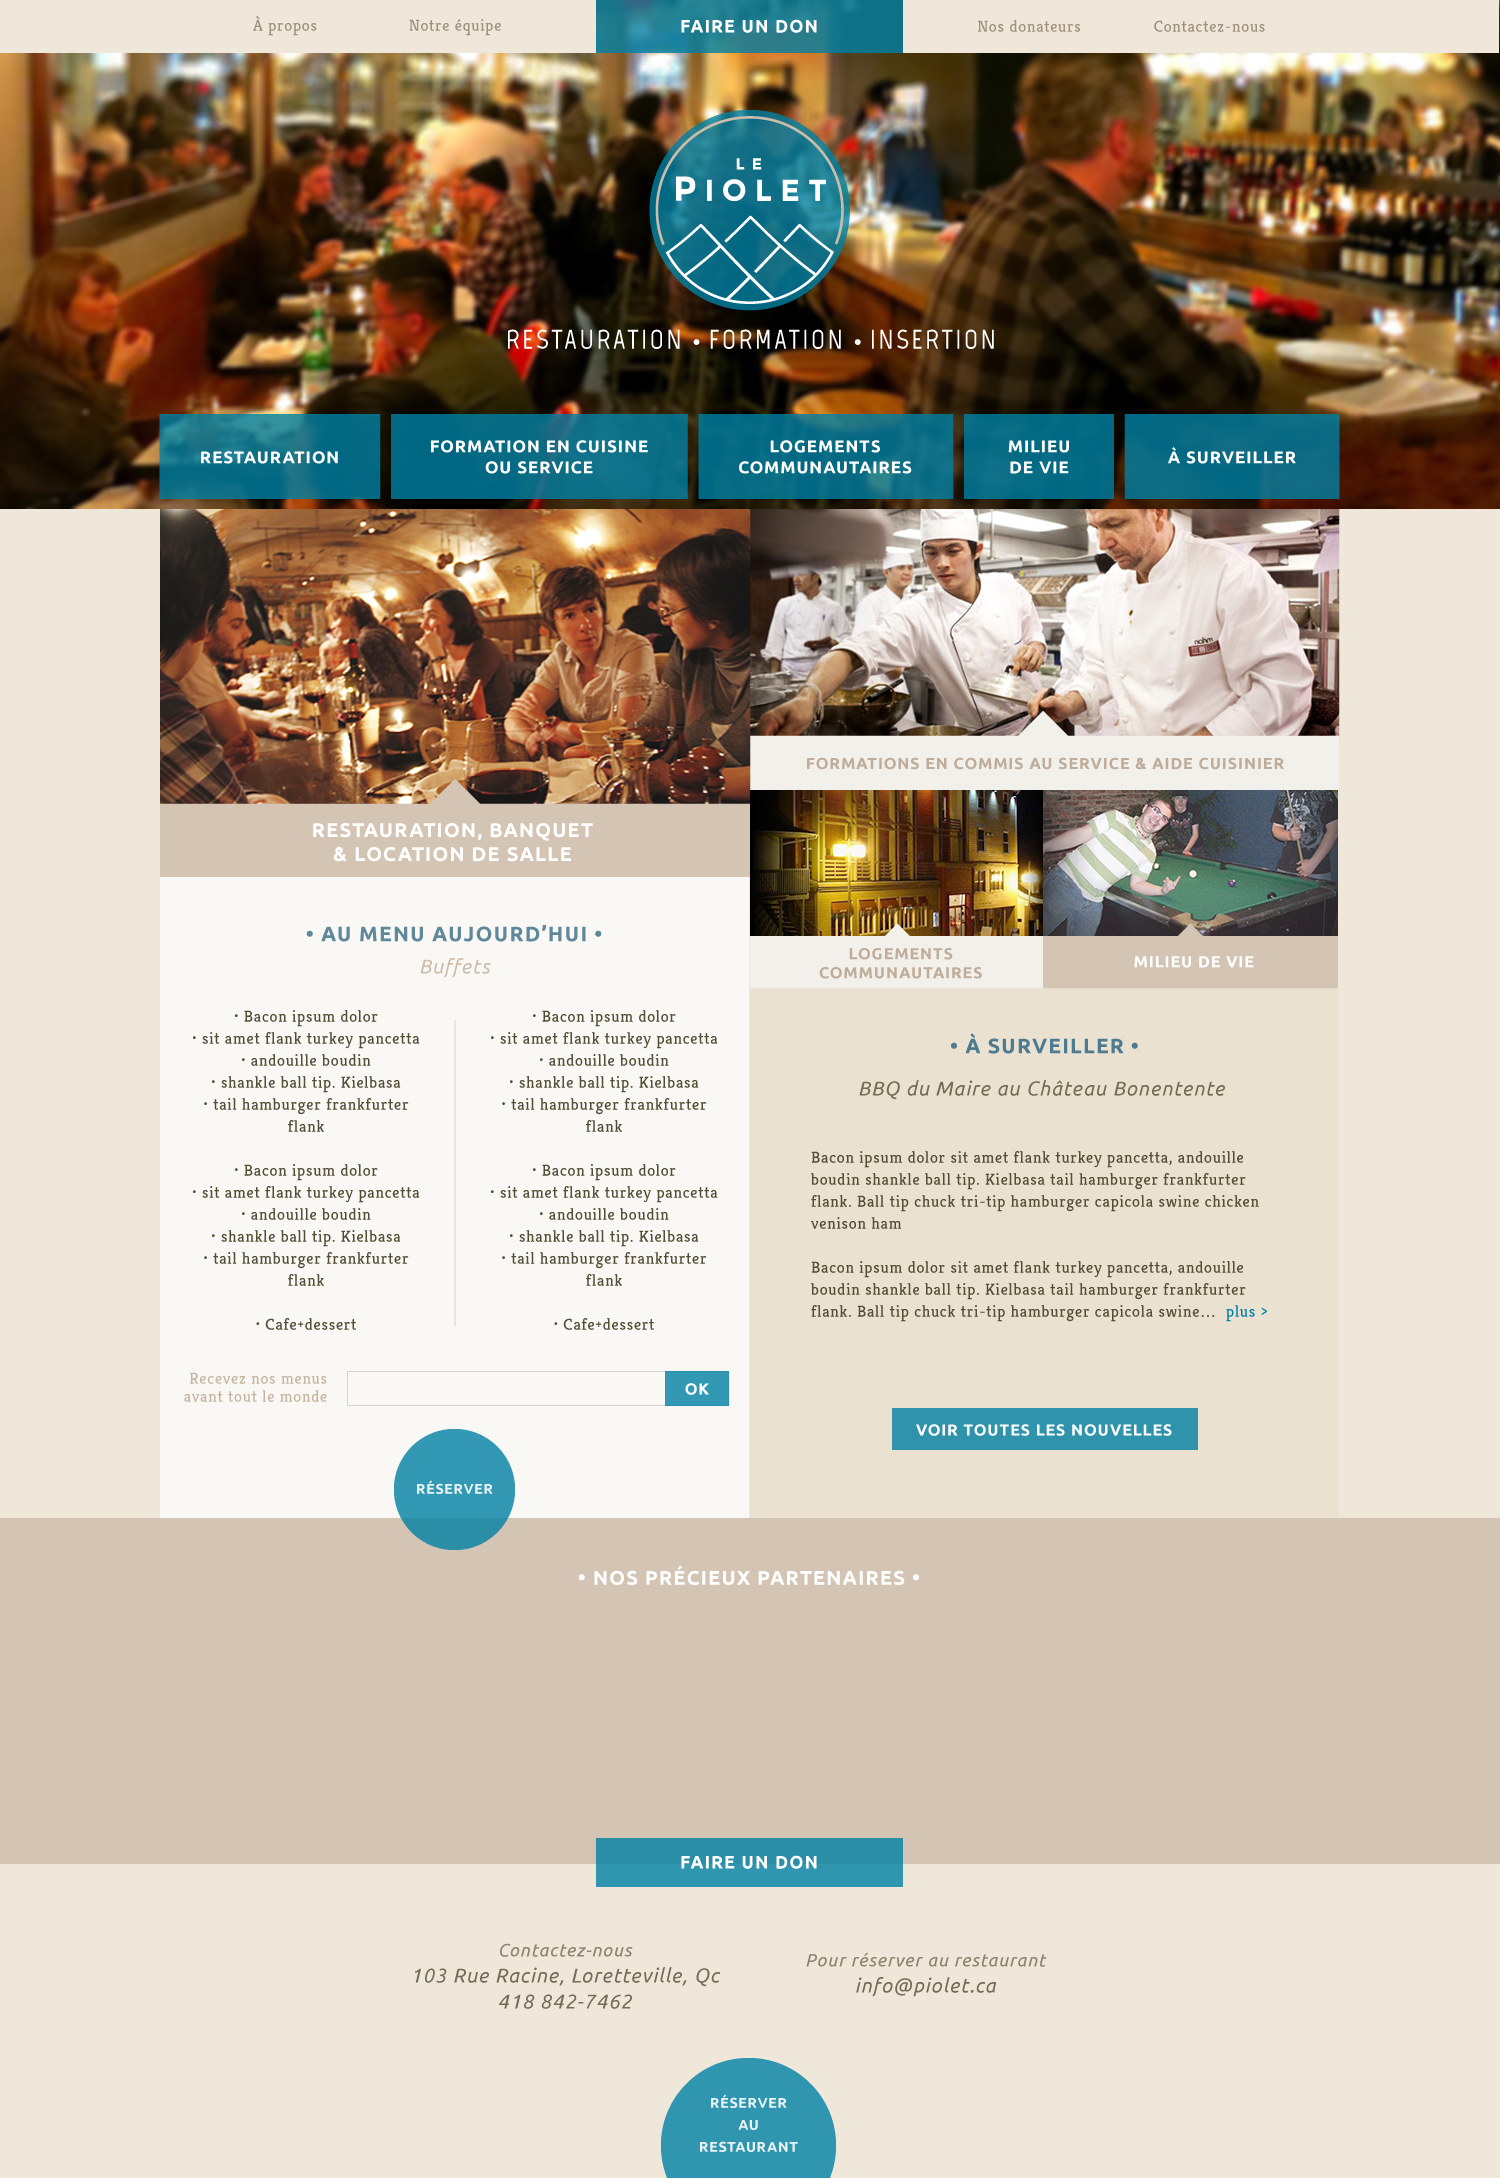 À propos
Notre équipe
FAIRE UN DON
Nos donateurs
Contactez-nous
LE
PIOLET
RESTAURATION • FORMATION • INSERTION
RESTAURATION
FORMATION EN CUISINE
OU SERVICE
LOGEMENTS
COMMUNAUTAIRES
MILIEU
DE VIE
À SURVEILLER
nahm
RESTAURATION, BANQUET
& LOCATION DE SALLE
• AU MENU AUJOURD’HUI •
Buffets
• Bacon ipsum dolor
• sit amet flank turkey pancetta
• andouille boudin
• shankle ball tip. Kielbasa
• tail hamburger frankfurter
flank
• Bacon ipsum dolor
• sit amet flank turkey pancetta
• andouille boudin
• shankle ball tip. Kielbasa
• tail hamburger frankfurter
flank
• Cafe+dessert
• Bacon ipsum dolor
• sit amet flank turkey pancetta
• andouille boudin
• shankle ball tip. Kielbasa
• tail hamburger frankfurter
flank
• Bacon ipsum dolor
• sit amet flank turkey pancetta
• andouille boudin
• shankle ball tip. Kielbasa
• tail hamburger frankfurter
flank
• Cafe+dessert
Recevez nos menus
avant tout le monde
OK
RÉSERVER
FORMATIONS EN COMMIS AU SERVICE & AIDE CUISINIER
LOGEMENTS
COMMUNAUTAIRES
MILIEU DE VIE
• À SURVEILLER •
BBQ du Maire au Château Bonentente
Bacon ipsum dolor sit amet flank turkey pancetta, andouille
boudin shankle ball tip. Kielbasa tail hamburger frankfurter
flank. Ball tip chuck tri-tip hamburger capicola swine chicken
venison ham
Bacon ipsum dolor sit amet flank turkey pancetta, andouille
boudin shankle ball tip. Kielbasa tail hamburger frankfurter
flank. Ball tip chuck tri-tip hamburger capicola swine... plus >
VOIR TOUTES LES NOUVELLES
• NOS PRÉCIEUX PARTENAIRES •
FAIRE UN DON
Contactez-nous
103 Rue Racine, Loretteville, Qc
418 842-7462
Pour réserver au restaurant
info@piolet.ca
RÉSERVER
AU
RESTAURANT